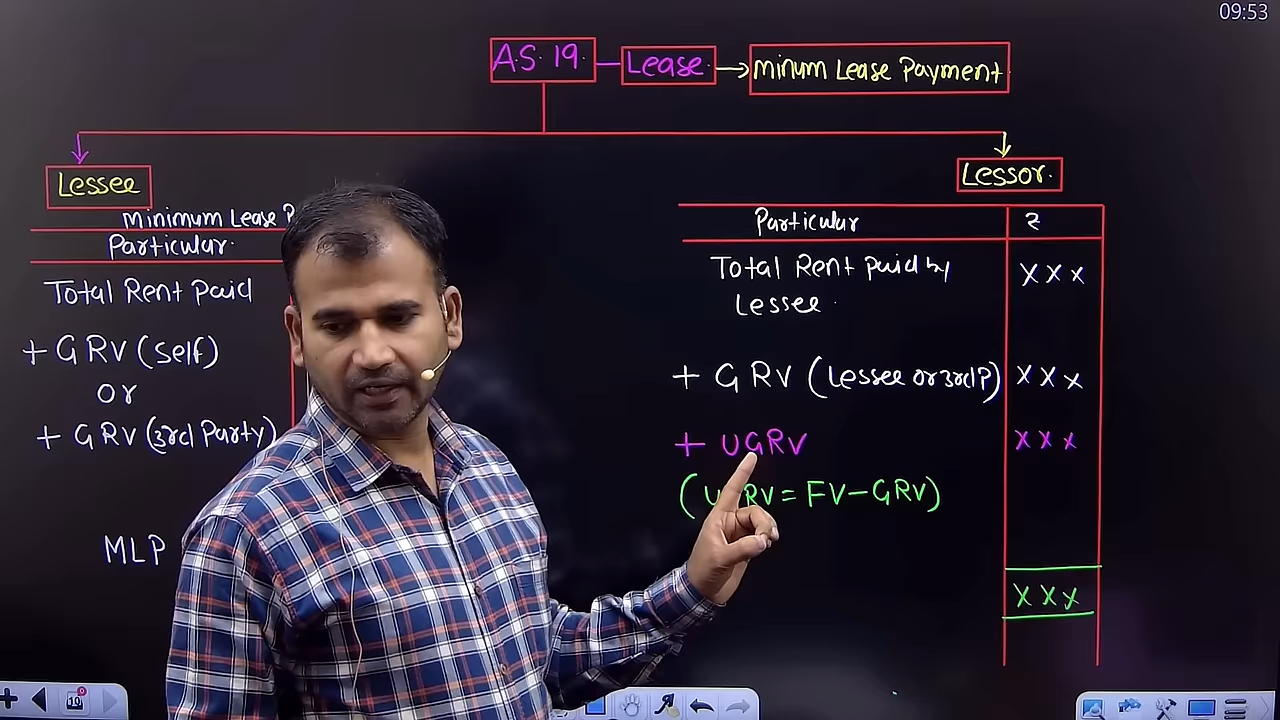 09:53
A.S. 19. Lease. minum Lease Payment
Lessee
Lessor.
minimum Lease P
Particular.
Total Rent Paid
+ GRV (Self)
or
+ GRV (3rd Party)
MLP
Particular ₹
Total Rent Paid by xxx
Lessee.
+ GRV (Lessee or 3rd P) xxx
+ UGRV xxx
RV = FV - GRV)
xxx
10